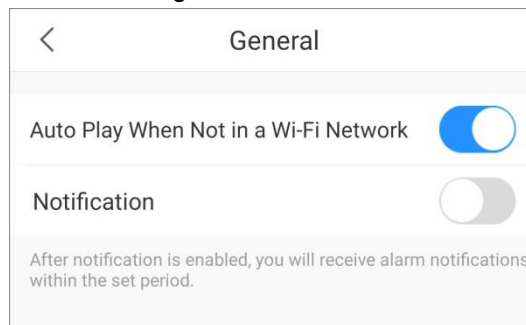 General
Auto Play When Not in a Wi-Fi Network
Notification
After notification is enabled, you will receive alarm notifications
within the set period.